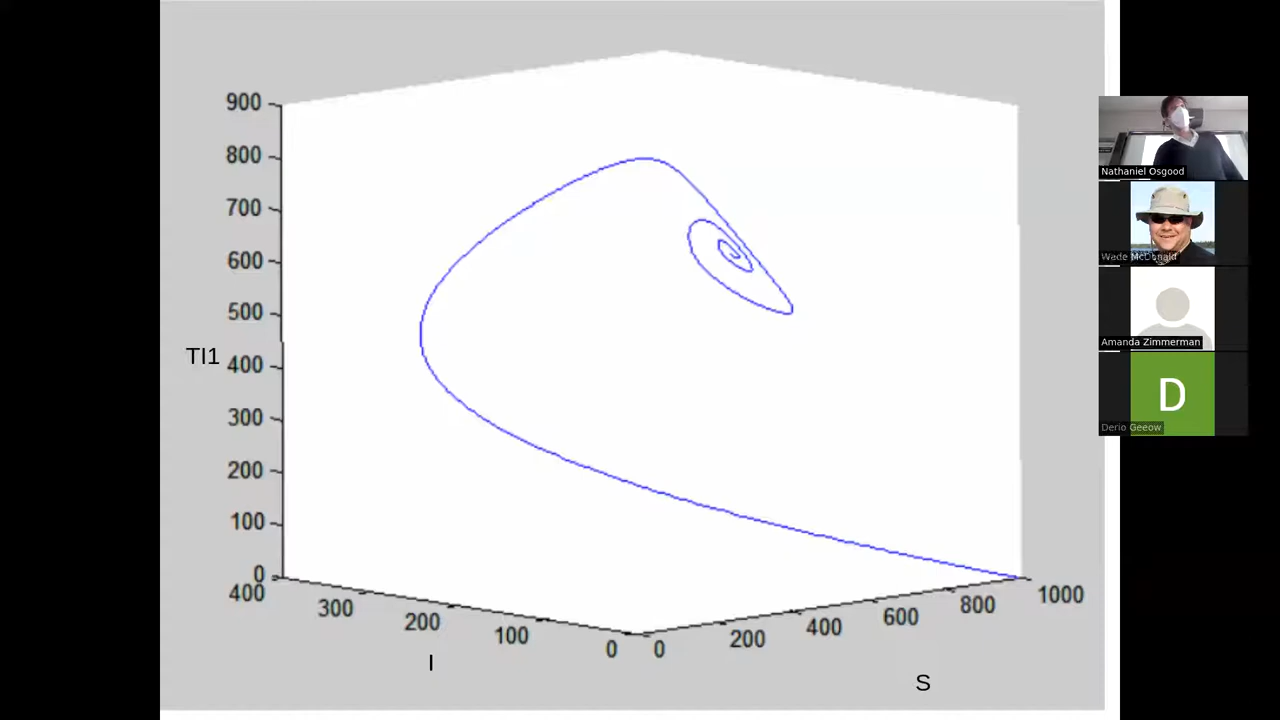 900
800
700
600
500
TI1
400
300
200
100
0
400
300
200
100
0
0
200
400
600
800
1000
I
S
Nathaniel Osgood
Wade McDonald
Amanda Zimmerman
D
Derio Geeow